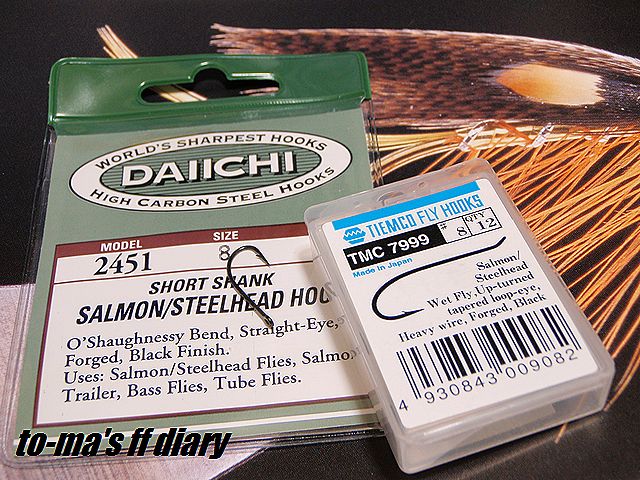 WORLD'S SHARPEST HOOKS
DAIICHI
HIGH CARBON STEEL HOOKS
MODEL
2451
SIZE
8
SHORT SHANK
SALMON/STEELHEAD HOO
O'Shaughnessy Bend, Straight-Eye,
Forged, Black Finish.
Uses: Salmon/Steelhead Flies, Salmo
Trailer, Bass Flies, Tube Flies.
TIEMCO FLY HOOKS
TMC 7999
# 8
QTY 12
Made in Japan
Salmon/
Steelhead
Wet Fly, Up-turned
tapered loop-eye,
Heavy wire, Forged, Black
4 930843 009082
to-ma's ff diary